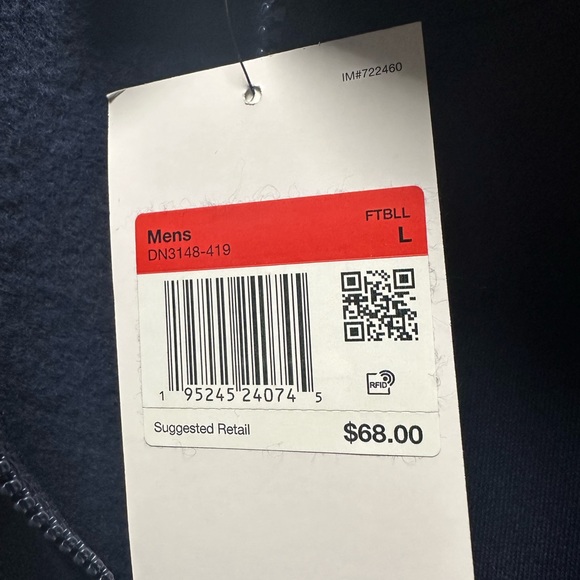 IM#722460
Mens
FTBLL
DN3148-419
L
RFID
1 95245 24074 5
Suggested Retail
$68.00